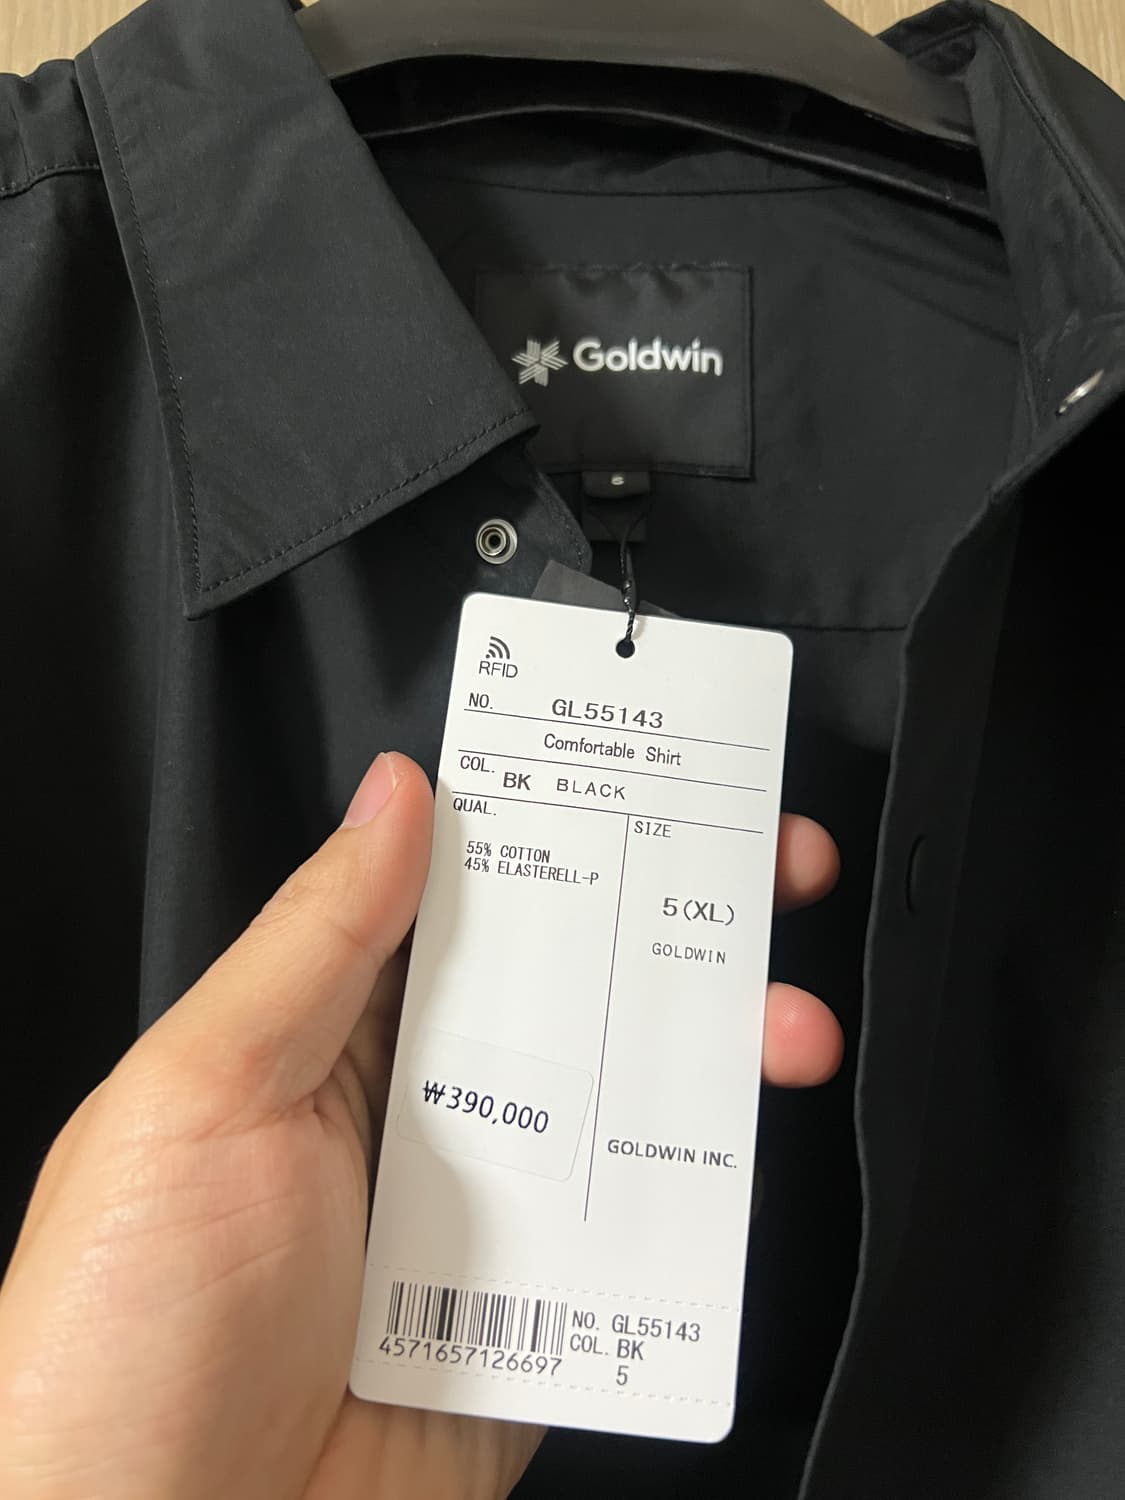 Goldwin
RFID
NO. GL55143
Comfortable Shirt
COL. BK BLACK
QUAL.
SIZE
55% COTTON
45% ELASTERELL-P
5(XL)
GOLDWIN
₩390,000
GOLDWIN INC.
NO. GL55143
COL. BK
5
4571657126697